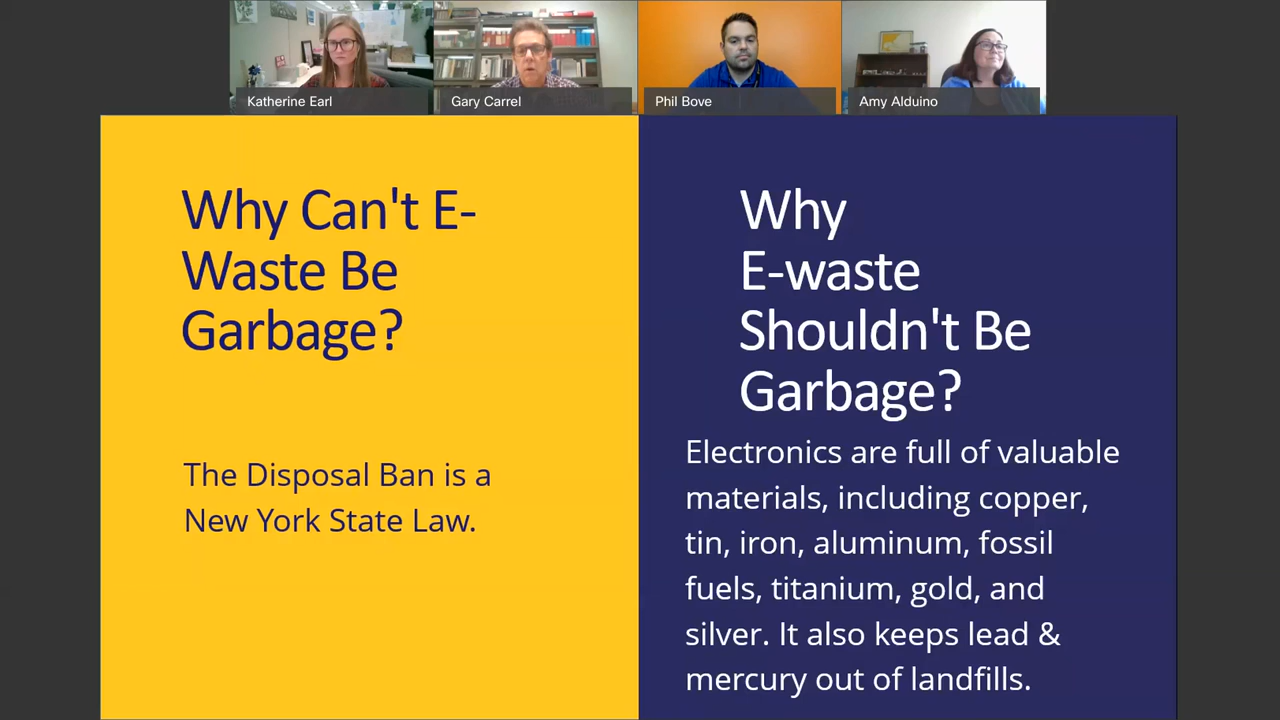 Katherine Earl
Gary Carrel
Phil Bove
Amy Alduino
Why Can't E-
Waste Be
Garbage?
The Disposal Ban is a
New York State Law.
Why
E-waste
Shouldn't Be
Garbage?
Electronics are full of valuable
materials, including copper,
tin, iron, aluminum, fossil
fuels, titanium, gold, and
silver. It also keeps lead &
mercury out of landfills.